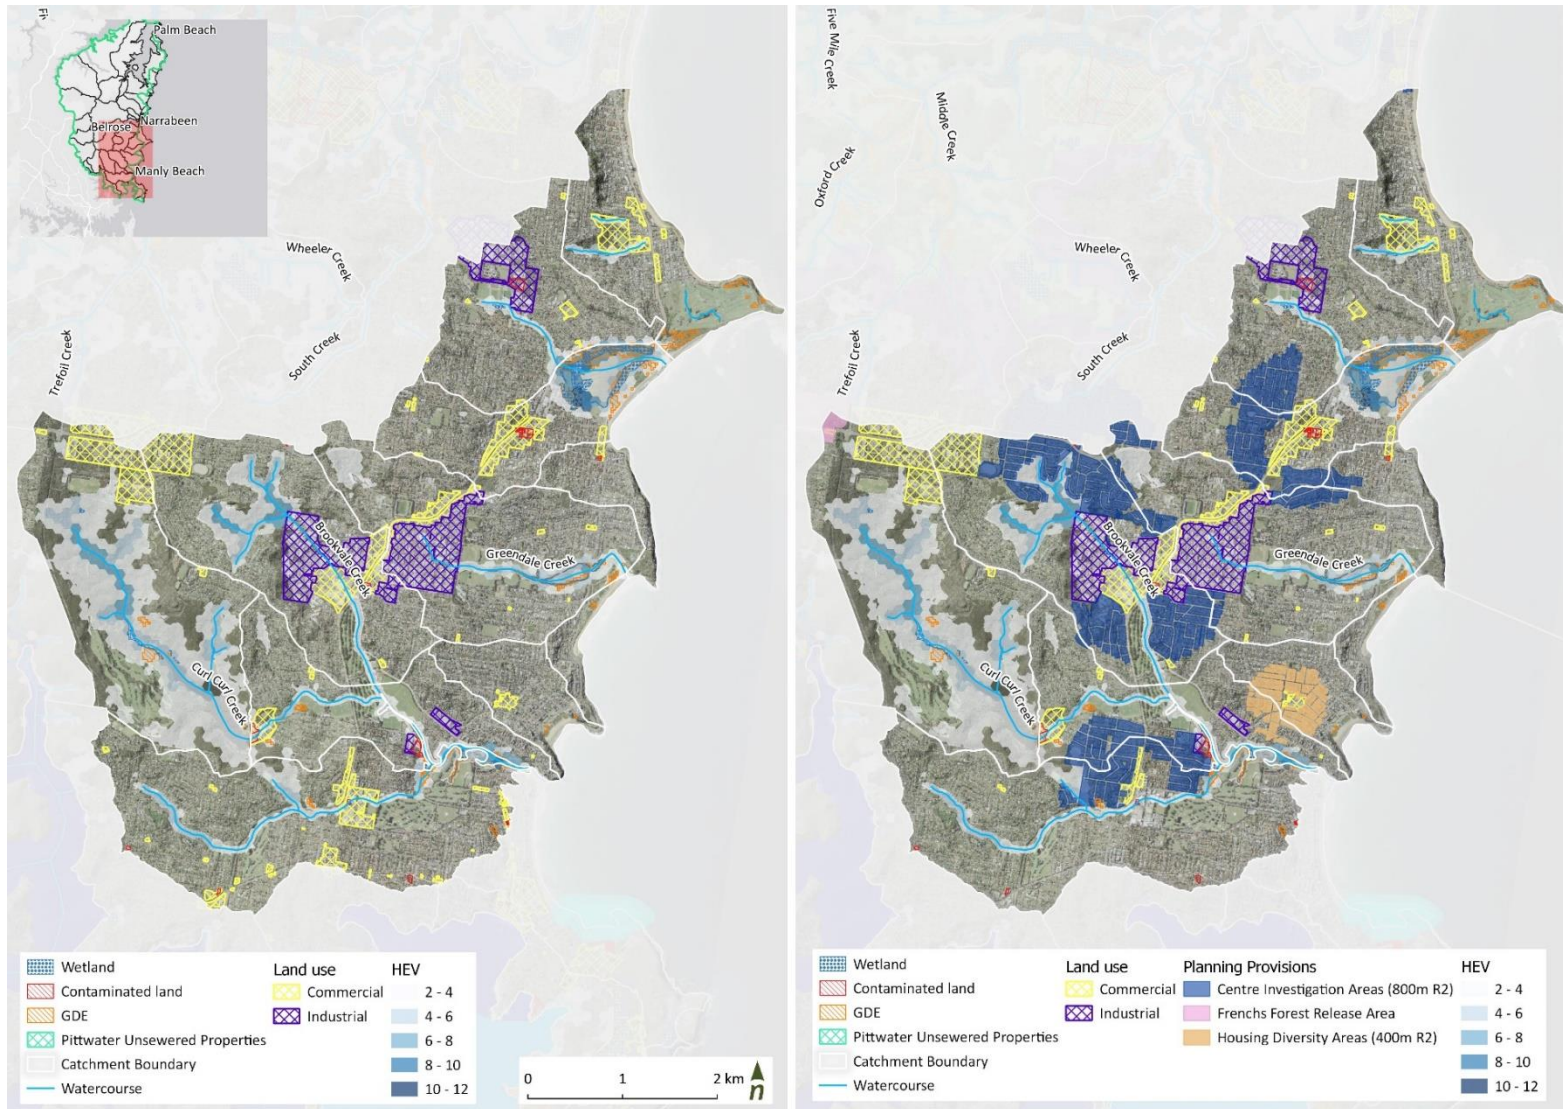 Fi
Palm Beach
Narrabeen
Belrose
Manly Beach
Wheeler Creek
South Creek
Trefoil Creek
Brookvale Creek
Greendale Creek
Curl Curl Creek
Wetland
Contaminated land
GDE
Pittwater Unsewered Properties
Catchment Boundary
Watercourse
Land use
Commercial
Industrial
HEV
2 - 4
4 - 6
6 - 8
8 - 10
10 - 12
0 1 2 km
n
Five Mile Creek
Middle Creek
Oxford Creek
Wheeler Creek
South Creek
Trefoil Creek
Brookvale Creek
Greendale Creek
Curl Curl Creek
Wetland
Contaminated land
GDE
Pittwater Unsewered Properties
Catchment Boundary
Watercourse
Land use
Commercial
Industrial
Planning Provisions
Centre Investigation Areas (800m R2)
Frenchs Forest Release Area
Housing Diversity Areas (400m R2)
HEV
2 - 4
4 - 6
6 - 8
8 - 10
10 - 12